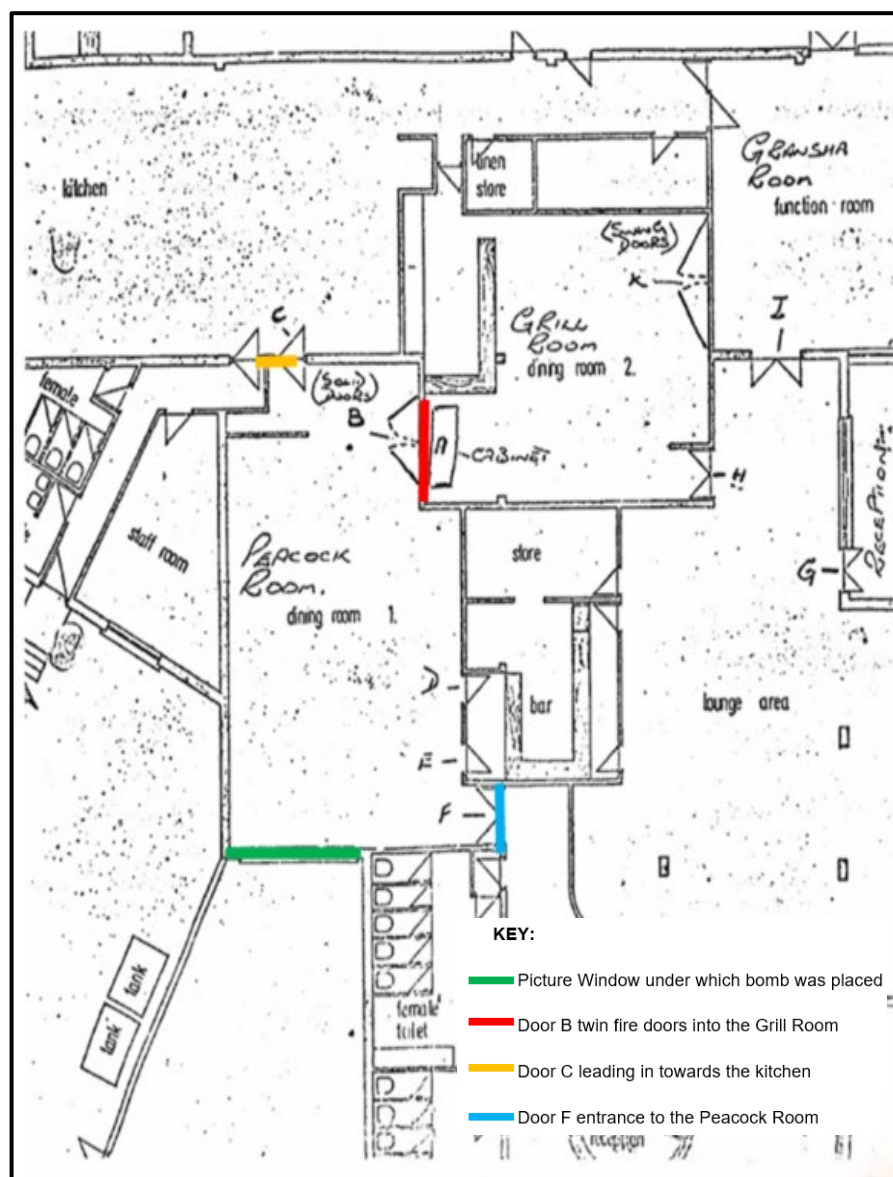 linen
store
GRANSHA
ROOM
function room
kitchen
(SWING
DOORS)
K
C
I
GRILL
ROOM
dining room 2.
female
(SOLID
DOORS)
B
A
CABINET
H
RECEPTION
G
staff room
store
PEACOCK
ROOM.
dining room 1.
D
bar
lounge area
E
F
tank
tank
female
toilet
KEY:
Picture Window under which bomb was placed
Door B twin fire doors into the Grill Room
Door C leading in towards the kitchen
Door F entrance to the Peacock Room
reception